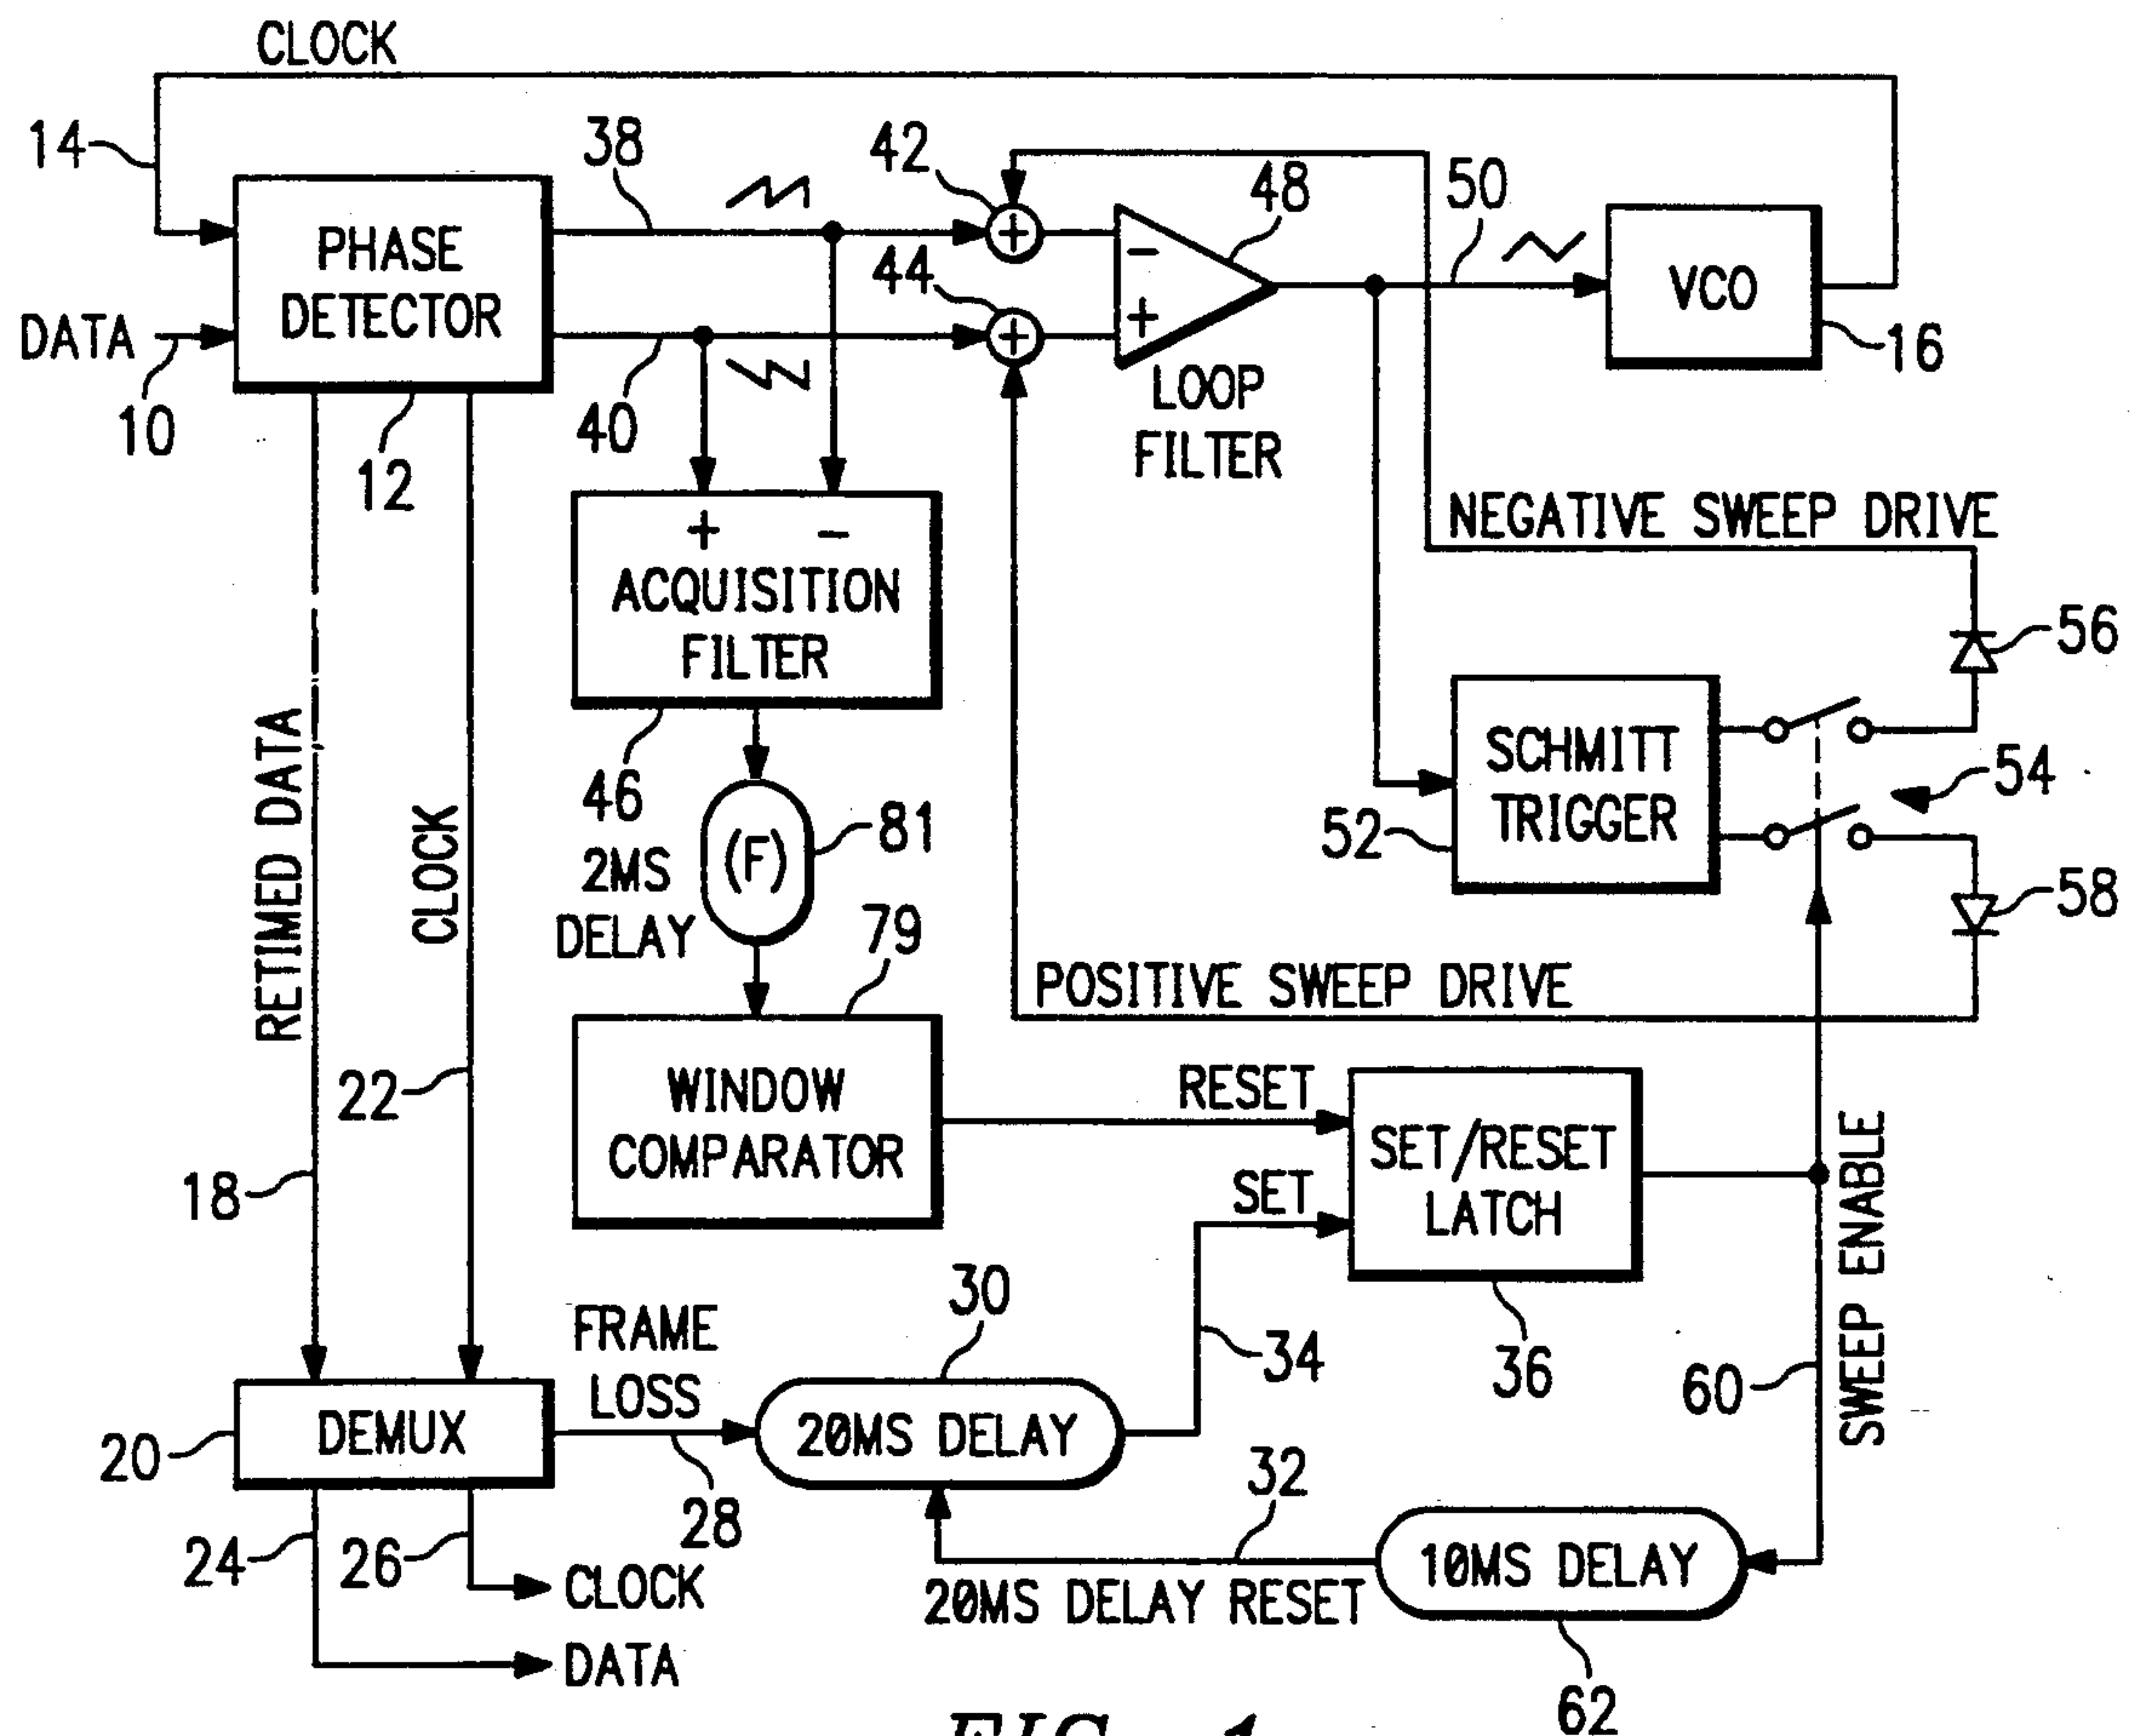 CLOCK
14
38
42
48
50
PHASE
DETECTOR
−
+
VCO
44
DATA
10
12
40
16
LOOP
FILTER
+ −
ACQUISITION
FILTER
NEGATIVE SWEEP DRIVE
56
46
SCHMITT
TRIGGER
52
54
58
RETIMED DATA
CLOCK
2MS
DELAY
(F)
81
79
POSITIVE SWEEP DRIVE
WINDOW
COMPARATOR
22
18
RESET
SET
SET/RESET
LATCH
36
SWEEP ENABLE
60
FRAME
LOSS
30
34
DEMUX
20
28
20MS DELAY
32
20MS DELAY RESET
10MS DELAY
62
24
26
CLOCK
DATA
FIG. 1